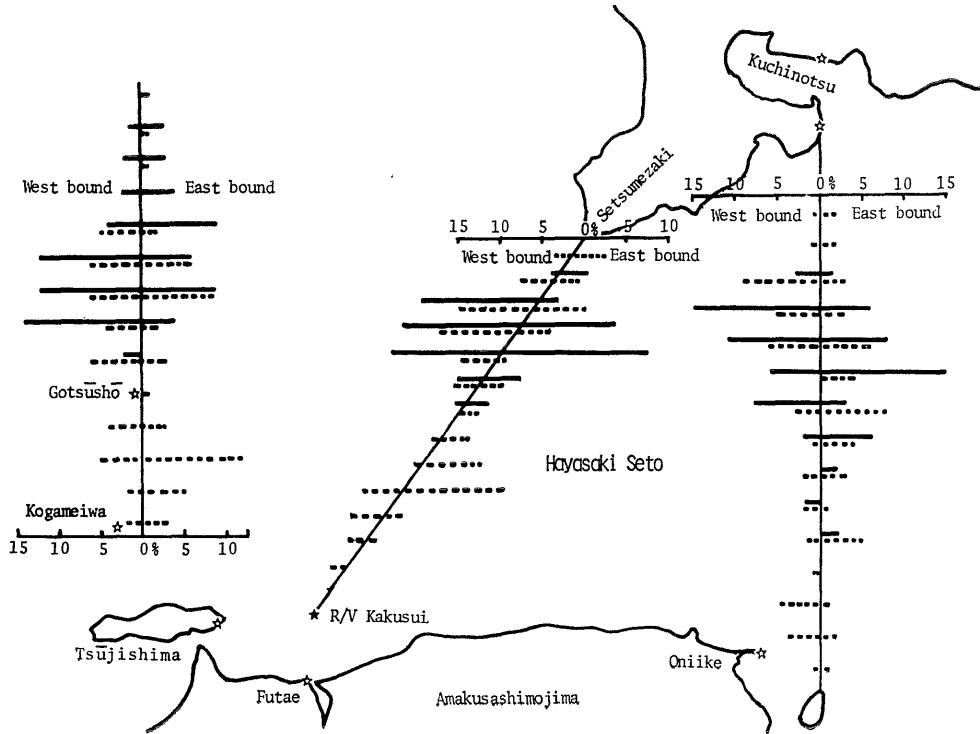 Kuchinotsu
Setsumezaki
15 10 5 0% 5 10 15
West bound East bound
West bound East bound
15 10 5 0% 5 10
West bound East bound
Gotsūshō
Hayasaki Seto
Kogameiwa
15 10 5 0% 5 10
R/V Kakusui
Tsūjishima
Oniike
Futae
Amakusashimojima